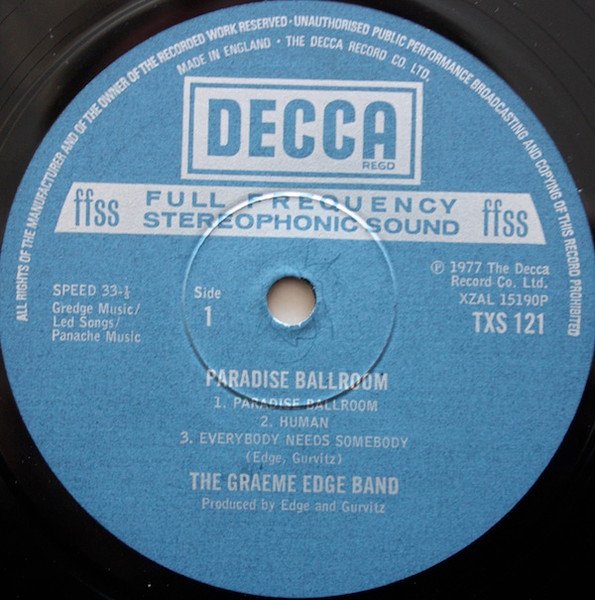 ALL RIGHTS OF THE MANUFACTURER AND OF THE OWNER OF THE RECORDED WORK RESERVED · UNAUTHORISED PUBLIC PERFORMANCE BROADCASTING AND COPYING OF THIS RECORD PROHIBITED
MADE IN ENGLAND · THE DECCA RECORD CO. LTD.
DECCA
REGD
ffss FULL FREQUENCY ffss
STEREOPHONIC SOUND
SPEED 33-⅓
Gredge Music/
Led Songs/
Panache Music
Side
1
℗ 1977 The Decca
Record Co. Ltd.
XZAL 15190P
TXS 121
PARADISE BALLROOM
1. PARADISE BALLROOM
2. HUMAN
3. EVERYBODY NEEDS SOMEBODY
(Edge, Gurvitz)
THE GRAEME EDGE BAND
Produced by Edge and Gurvitz